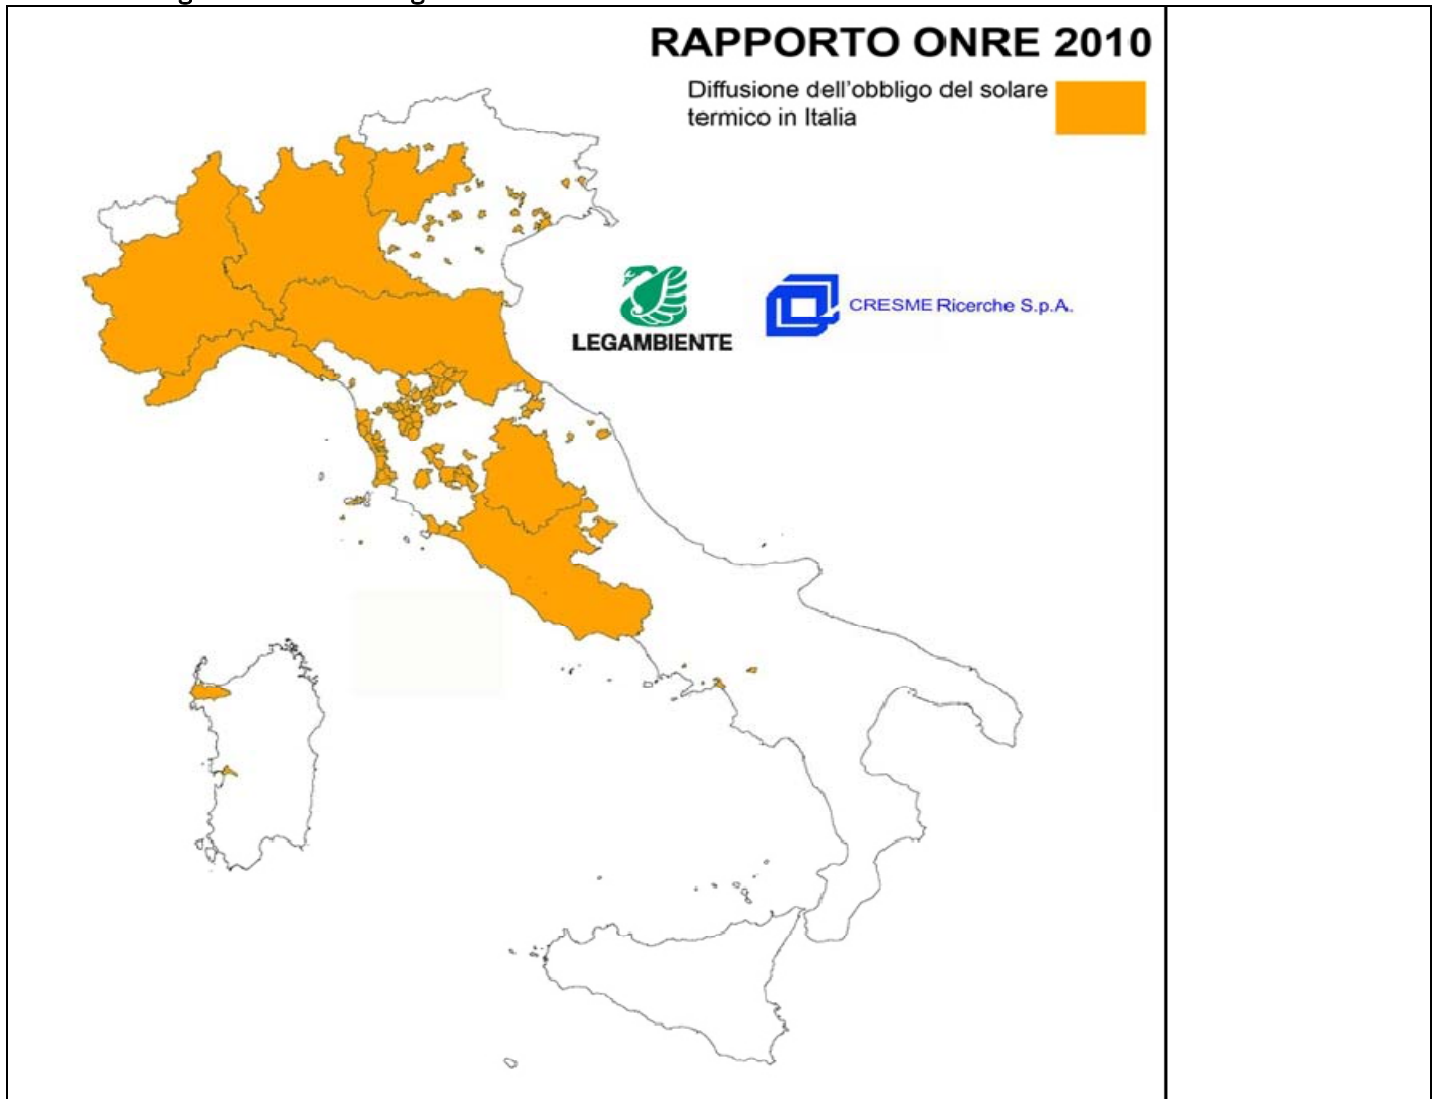 RAPPORTO ONRE 2010
Diffusione dell'obbligo del solare
termico in Italia
LEGAMBIENTE
CRESME Ricerche S.p.A.